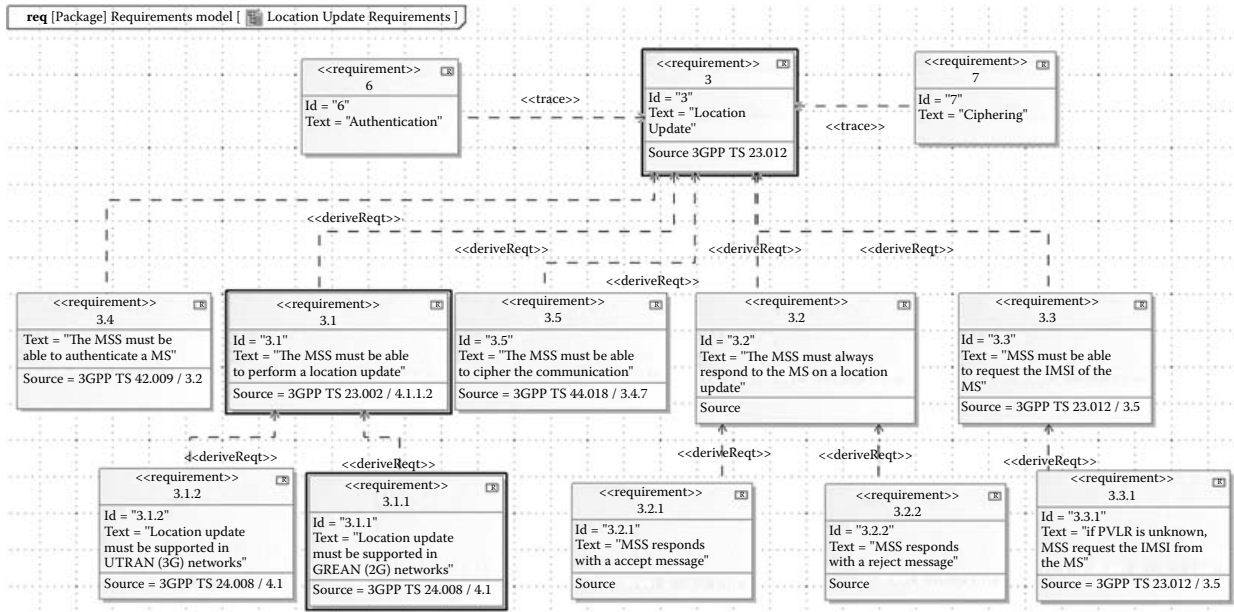 req [Package] Requirements model [ Location Update Requirements ]
<<requirement>>
6
Id = "6"
Text = "Authentication"
<<trace>>
<<requirement>>
3
Id = "3"
Text = "Location
Update"
Source 3GPP TS 23.012
<<trace>>
<<requirement>>
7
Id = "7"
Text = "Ciphering"
<<deriveReqt>>
<<deriveReqt>>
<<deriveReqt>>
<<deriveReqt>>
<<deriveReqt>>
<<requirement>>
3.4
Text = "The MSS must be
able to authenticate a MS"
Source = 3GPP TS 42.009 / 3.2
<<requirement>>
3.1
Id = "3.1"
Text = "The MSS must be able
to perform a location update"
Source = 3GPP TS 23.002 / 4.1.1.2
<<requirement>>
3.5
Id = "3.5"
Text = "The MSS must be able
to cipher the communication"
Source = 3GPP TS 44.018 / 3.4.7
<<requirement>>
3.2
Id = "3.2"
Text = "The MSS must always
respond to the MS on a location
update"
Source
<<requirement>>
3.3
Id = "3.3"
Text = "MSS must be able
to request the IMSI of the
MS"
Source = 3GPP TS 23.012 / 3.5
<<deriveReqt>>
<<deriveReqt>>
<<deriveReqt>>
<<deriveReqt>>
<<deriveReqt>>
<<requirement>>
3.1.2
Id = "3.1.2"
Text = "Location update
must be supported in
UTRAN (3G) networks"
Source = 3GPP TS 24.008 / 4.1
<<requirement>>
3.1.1
Id = "3.1.1"
Text = "Location update
must be supported in
GREAN (2G) networks"
Source = 3GPP TS 24.008 / 4.1
<<requirement>>
3.2.1
Id = "3.2.1"
Text = "MSS responds
with a accept message"
Source
<<requirement>>
3.2.2
Id = "3.2.2"
Text = "MSS responds
with a reject message"
Source
<<requirement>>
3.3.1
Id = "3.3.1"
Text = "if PVLR is unknown,
MSS request the IMSI from
the MS"
Source = 3GPP TS 23.012 / 3.5